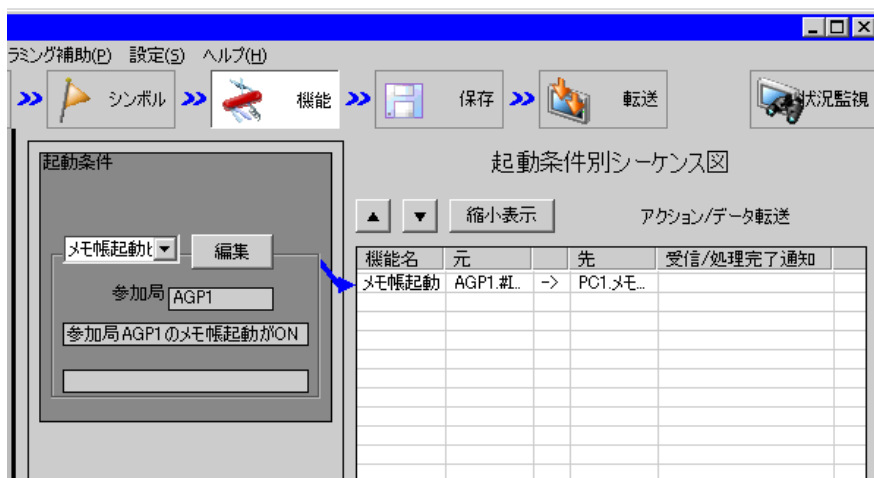 ラミング補助(P) 設定(S) ヘルプ(H)
シンボル 機能 保存 転送 状況監視
起動条件
起動条件別シーケンス図
縮小表示 アクション/データ転送
メモ帳起動ﾋ 編集
機能名 元 先 受信/処理完了通知
メモ帳起動 AGP1.#I... -> PC1.メモ...
参加局 AGP1
参加局AGP1のメモ帳起動がON